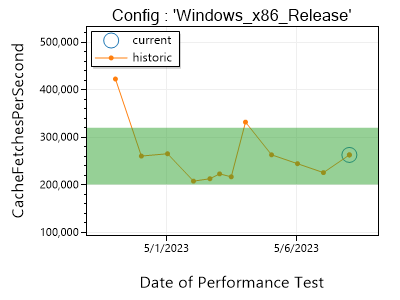 Config : 'Windows_x86_Release'
current
historic
500,000
400,000
300,000
200,000
100,000
CacheFetchesPerSecond
5/1/2023
5/6/2023
Date of Performance Test